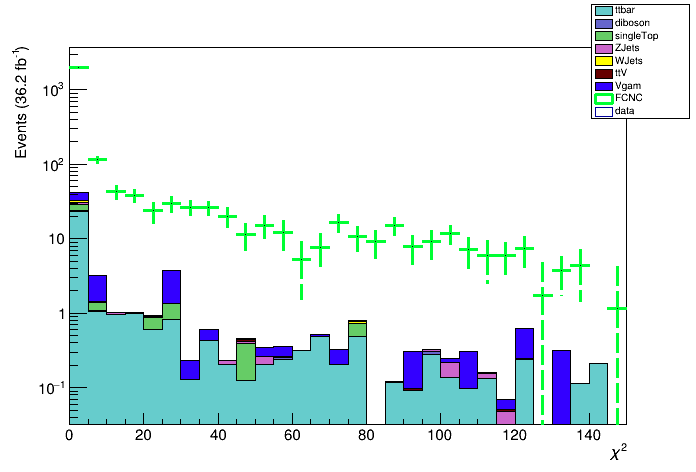 ttbar
diboson
singleTop
ZJets
WJets
ttV
Vgam
FCNC
data
Events (36.2 fb⁻¹)
10³
10²
10
1
10⁻¹
0 20 40 60 80 100 120 140
χ²